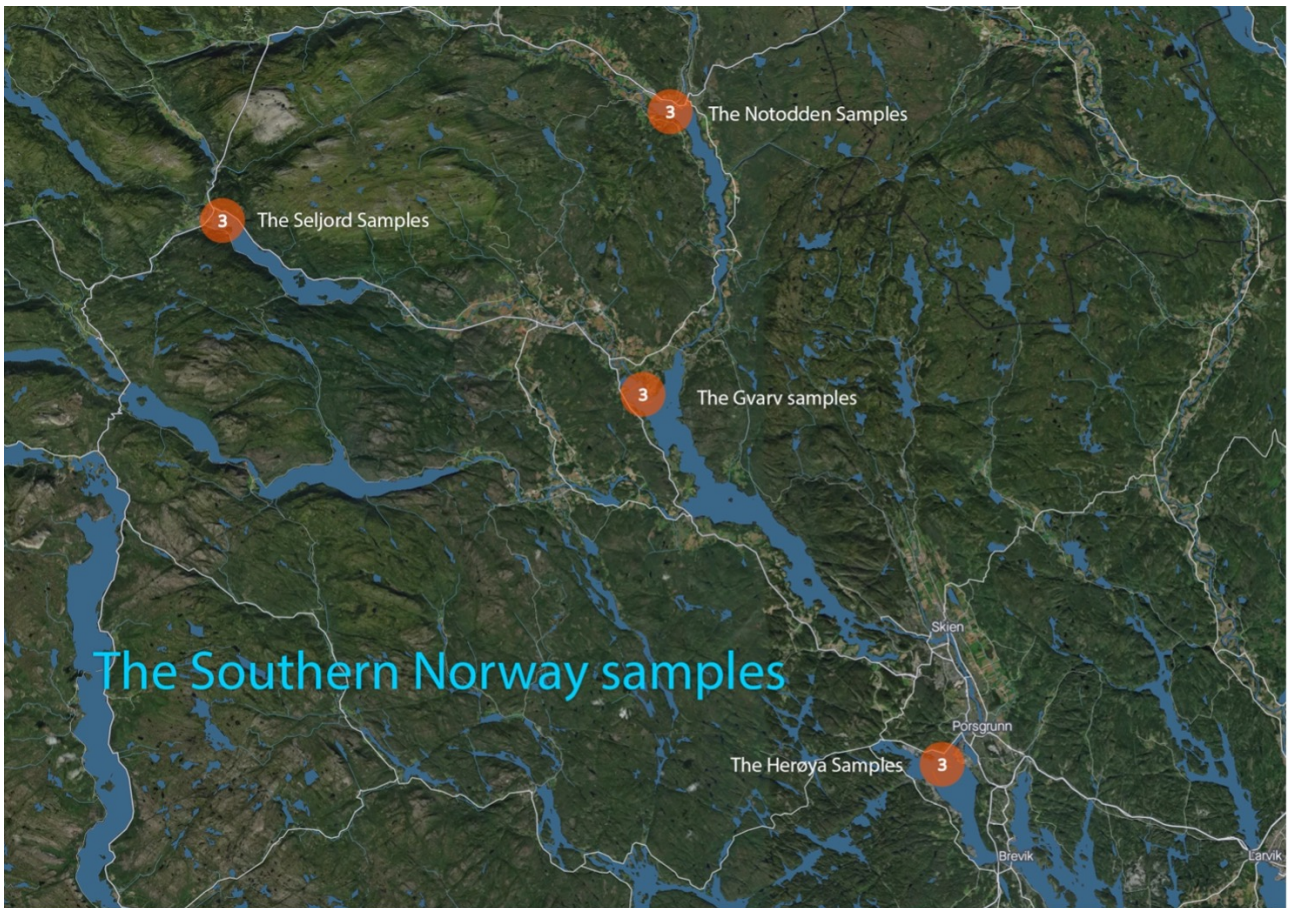 3 The Notodden Samples
3 The Seljord Samples
3 The Gvarv samples
Skien
The Southern Norway samples
Porsgrunn
The Herøya Samples 3
Brevik
Larvik